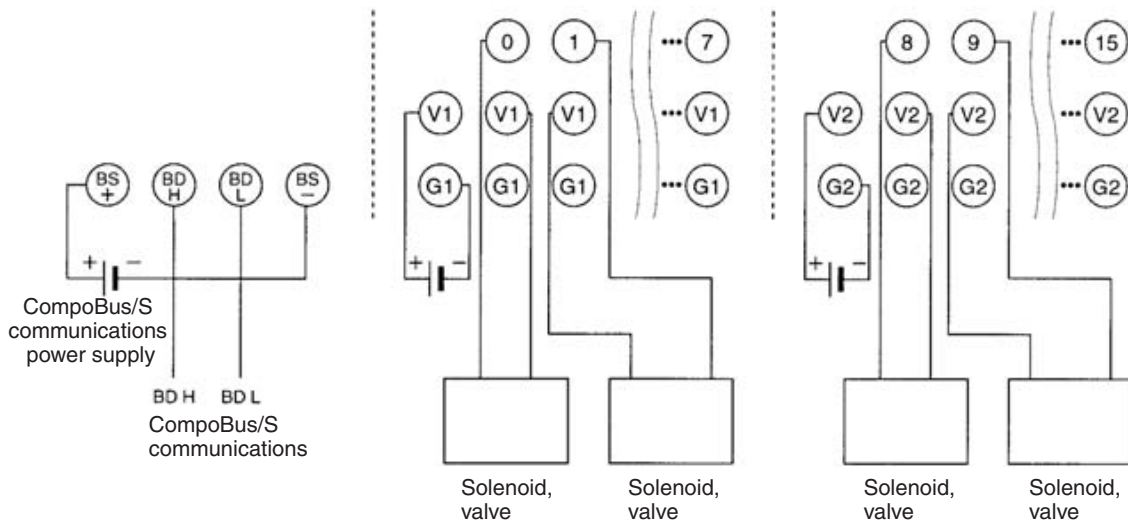 0 1 ••• 7
V1 V1 V1 ••• V1
G1 G1 G1 ••• G1
8 9 ••• 15
V2 V2 V2 ••• V2
G2 G2 G2 ••• G2
BS
+
BD
H
BD
L
BS
−
+ −
+ −
+ −
CompoBus/S
communications
power supply
BD H BD L
CompoBus/S
communications
Solenoid,
valve
Solenoid,
valve
Solenoid,
valve
Solenoid,
valve